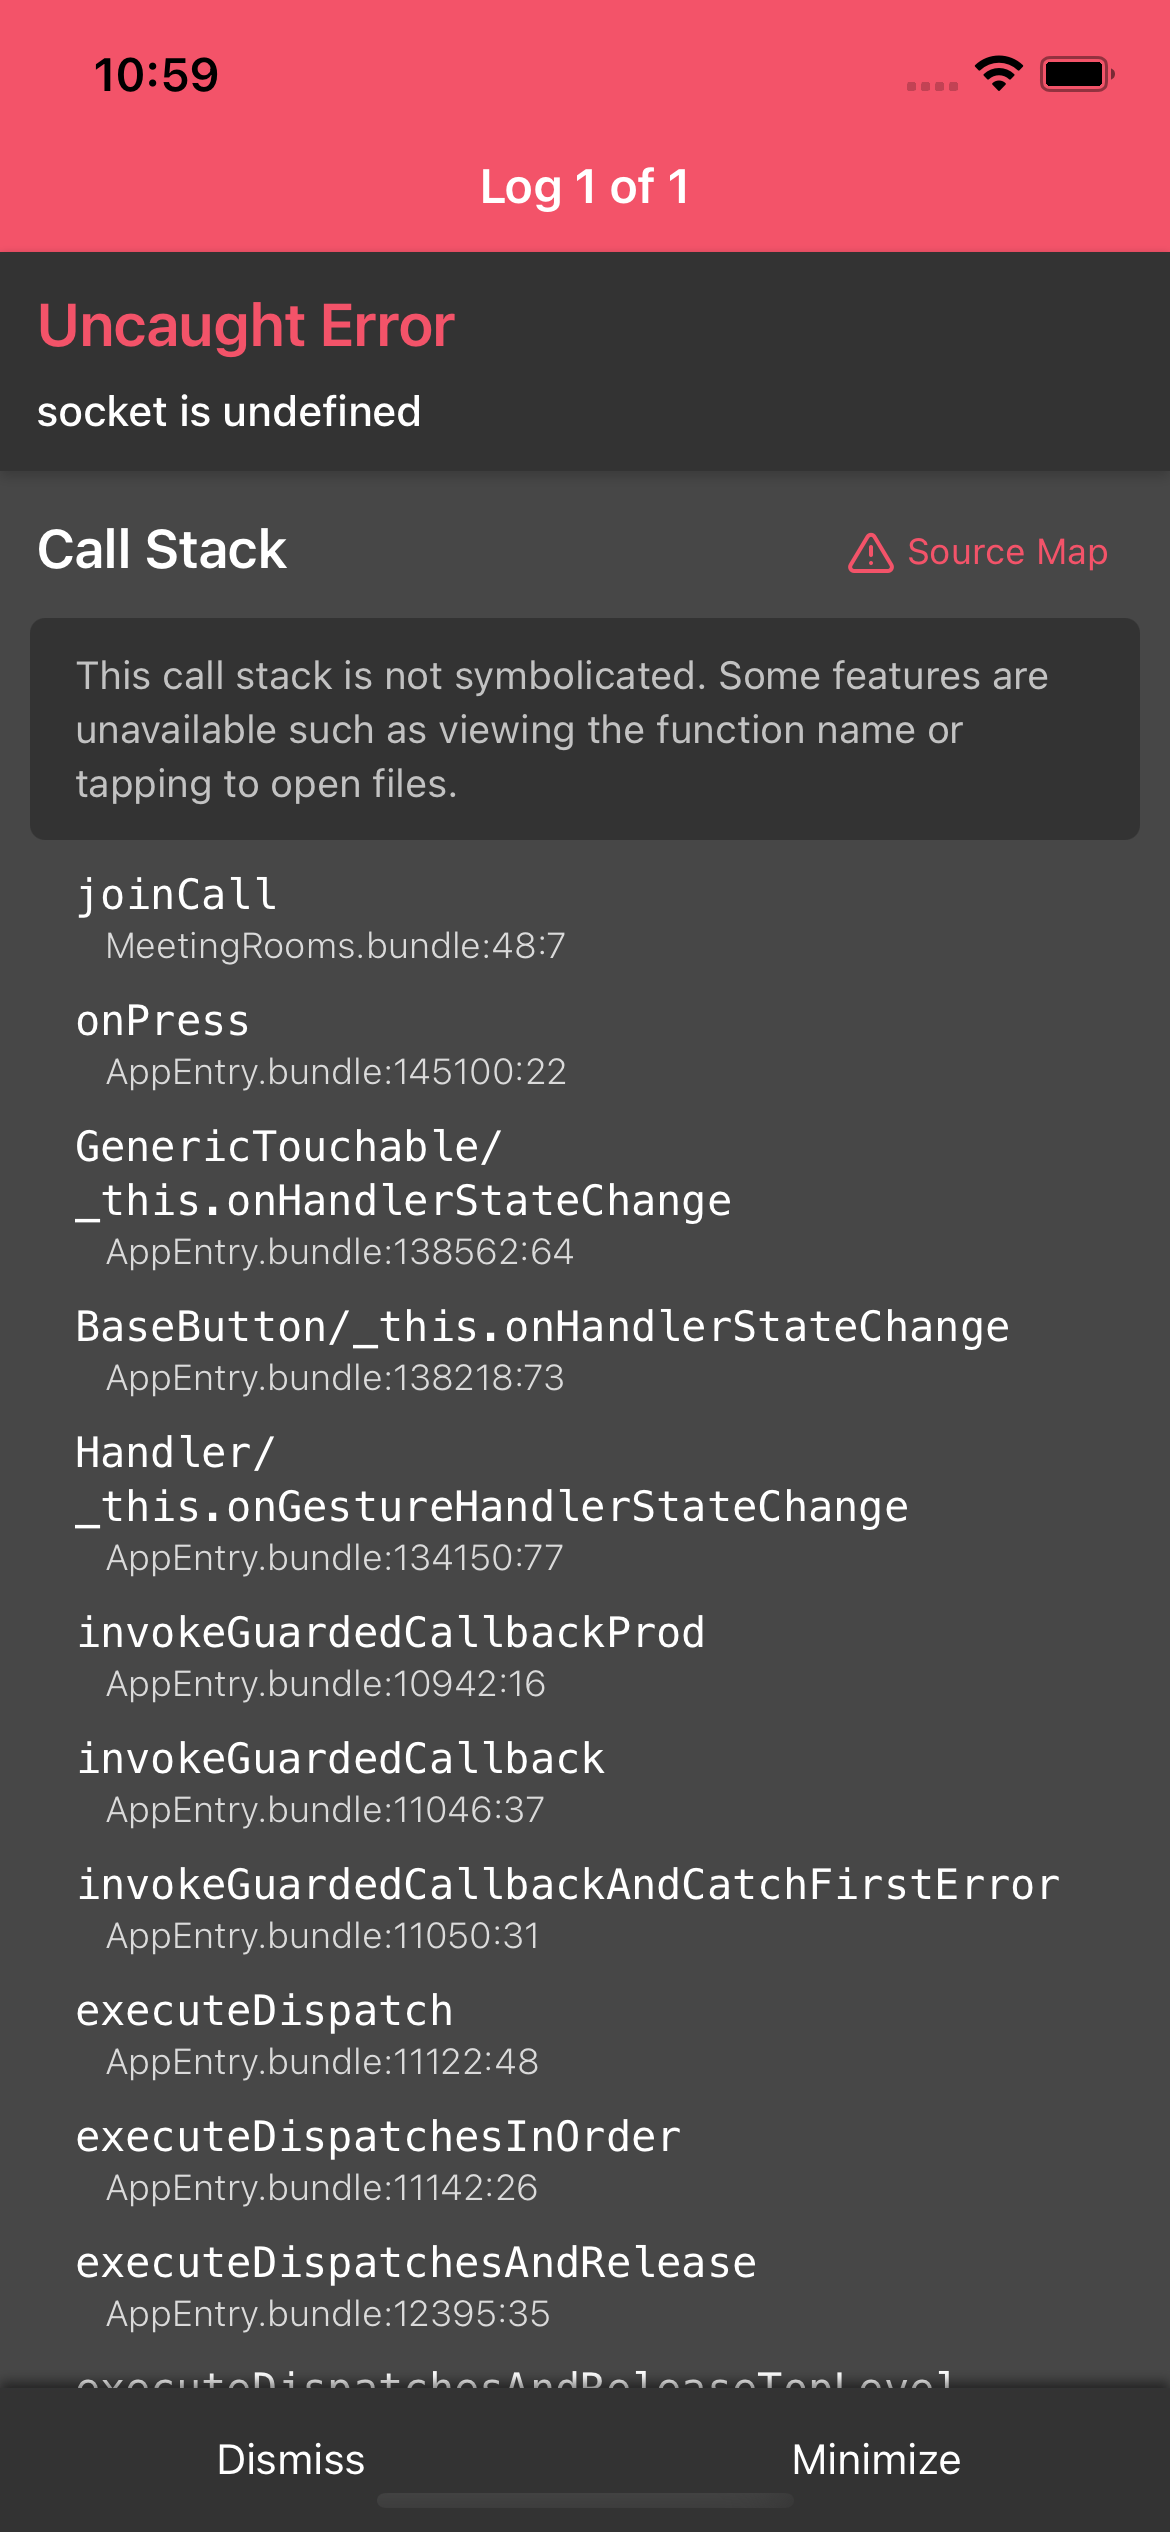 10:59
Log 1 of 1
Uncaught Error
socket is undefined
Call Stack
Source Map
This call stack is not symbolicated. Some features are
unavailable such as viewing the function name or
tapping to open files.
joinCall
MeetingRooms.bundle:48:7
onPress
AppEntry.bundle:145100:22
GenericTouchable/
_this.onHandlerStateChange
AppEntry.bundle:138562:64
BaseButton/_this.onHandlerStateChange
AppEntry.bundle:138218:73
Handler/
_this.onGestureHandlerStateChange
AppEntry.bundle:134150:77
invokeGuardedCallbackProd
AppEntry.bundle:10942:16
invokeGuardedCallback
AppEntry.bundle:11046:37
invokeGuardedCallbackAndCatchFirstError
AppEntry.bundle:11050:31
executeDispatch
AppEntry.bundle:11122:48
executeDispatchesInOrder
AppEntry.bundle:11142:26
executeDispatchesAndRelease
AppEntry.bundle:12395:35
executeDispatchesAndReleaseTopLevel
Dismiss
Minimize